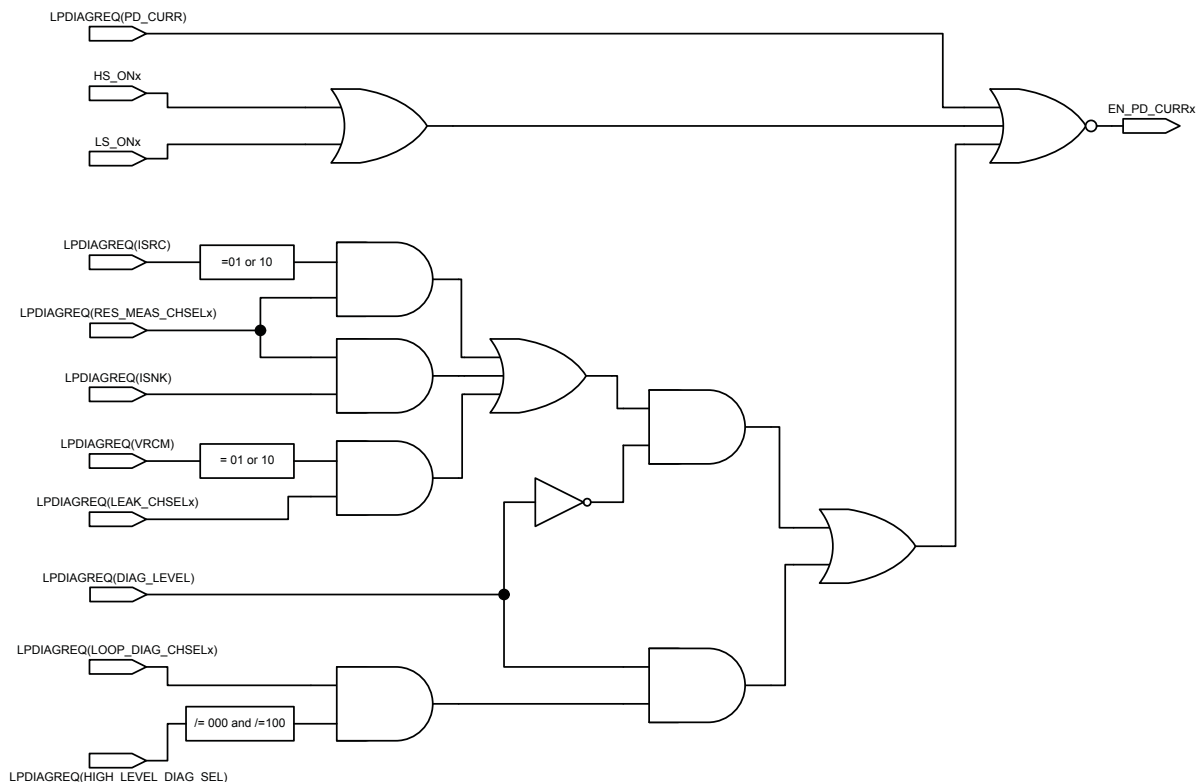 LPDIAGREQ(PD_CURR)
HS_ONx
EN_PD_CURRx
LS_ONx
LPDIAGREQ(ISRC)
=01 or 10
LPDIAGREQ(RES_MEAS_CHSELx)
LPDIAGREQ(ISNK)
LPDIAGREQ(VRCM)
= 01 or 10
LPDIAGREQ(LEAK_CHSELx)
LPDIAGREQ(DIAG_LEVEL)
LPDIAGREQ(LOOP_DIAG_CHSELx)
/= 000 and /=100
LPDIAGREQ(HIGH_LEVEL_DIAG_SEL)